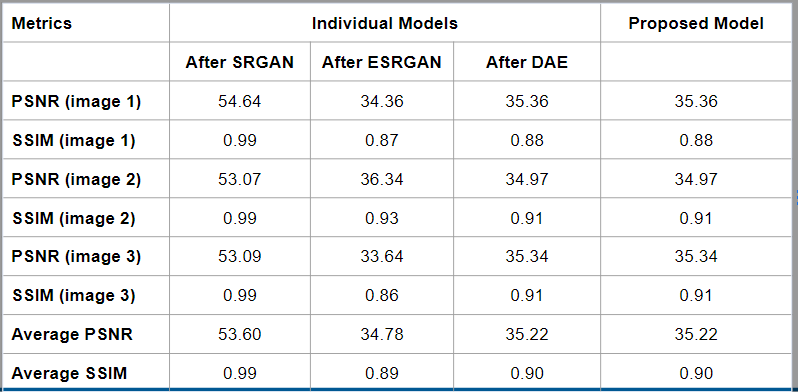 Metrics Individual Models Proposed Model
After SRGAN After ESRGAN After DAE
PSNR (image 1) 54.64 34.36 35.36 35.36
SSIM (image 1) 0.99 0.87 0.88 0.88
PSNR (image 2) 53.07 36.34 34.97 34.97
SSIM (image 2) 0.99 0.93 0.91 0.91
PSNR (image 3) 53.09 33.64 35.34 35.34
SSIM (image 3) 0.99 0.86 0.91 0.91
Average PSNR 53.60 34.78 35.22 35.22
Average SSIM 0.99 0.89 0.90 0.90